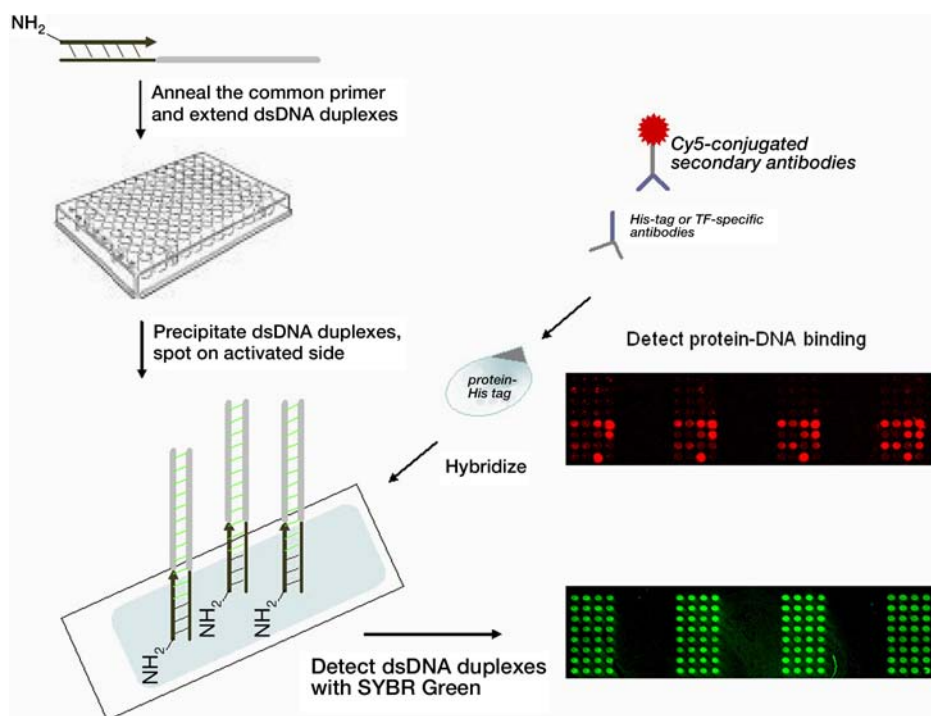 NH2
Anneal the common primer
and extend dsDNA duplexes
Cy5-conjugated
secondary antibodies
His-tag or TF-specific
antibodies
Precipitate dsDNA duplexes,
spot on activated side
Detect protein-DNA binding
protein-
His tag
Hybridize
NH2
NH2
NH2
Detect dsDNA duplexes
with SYBR Green